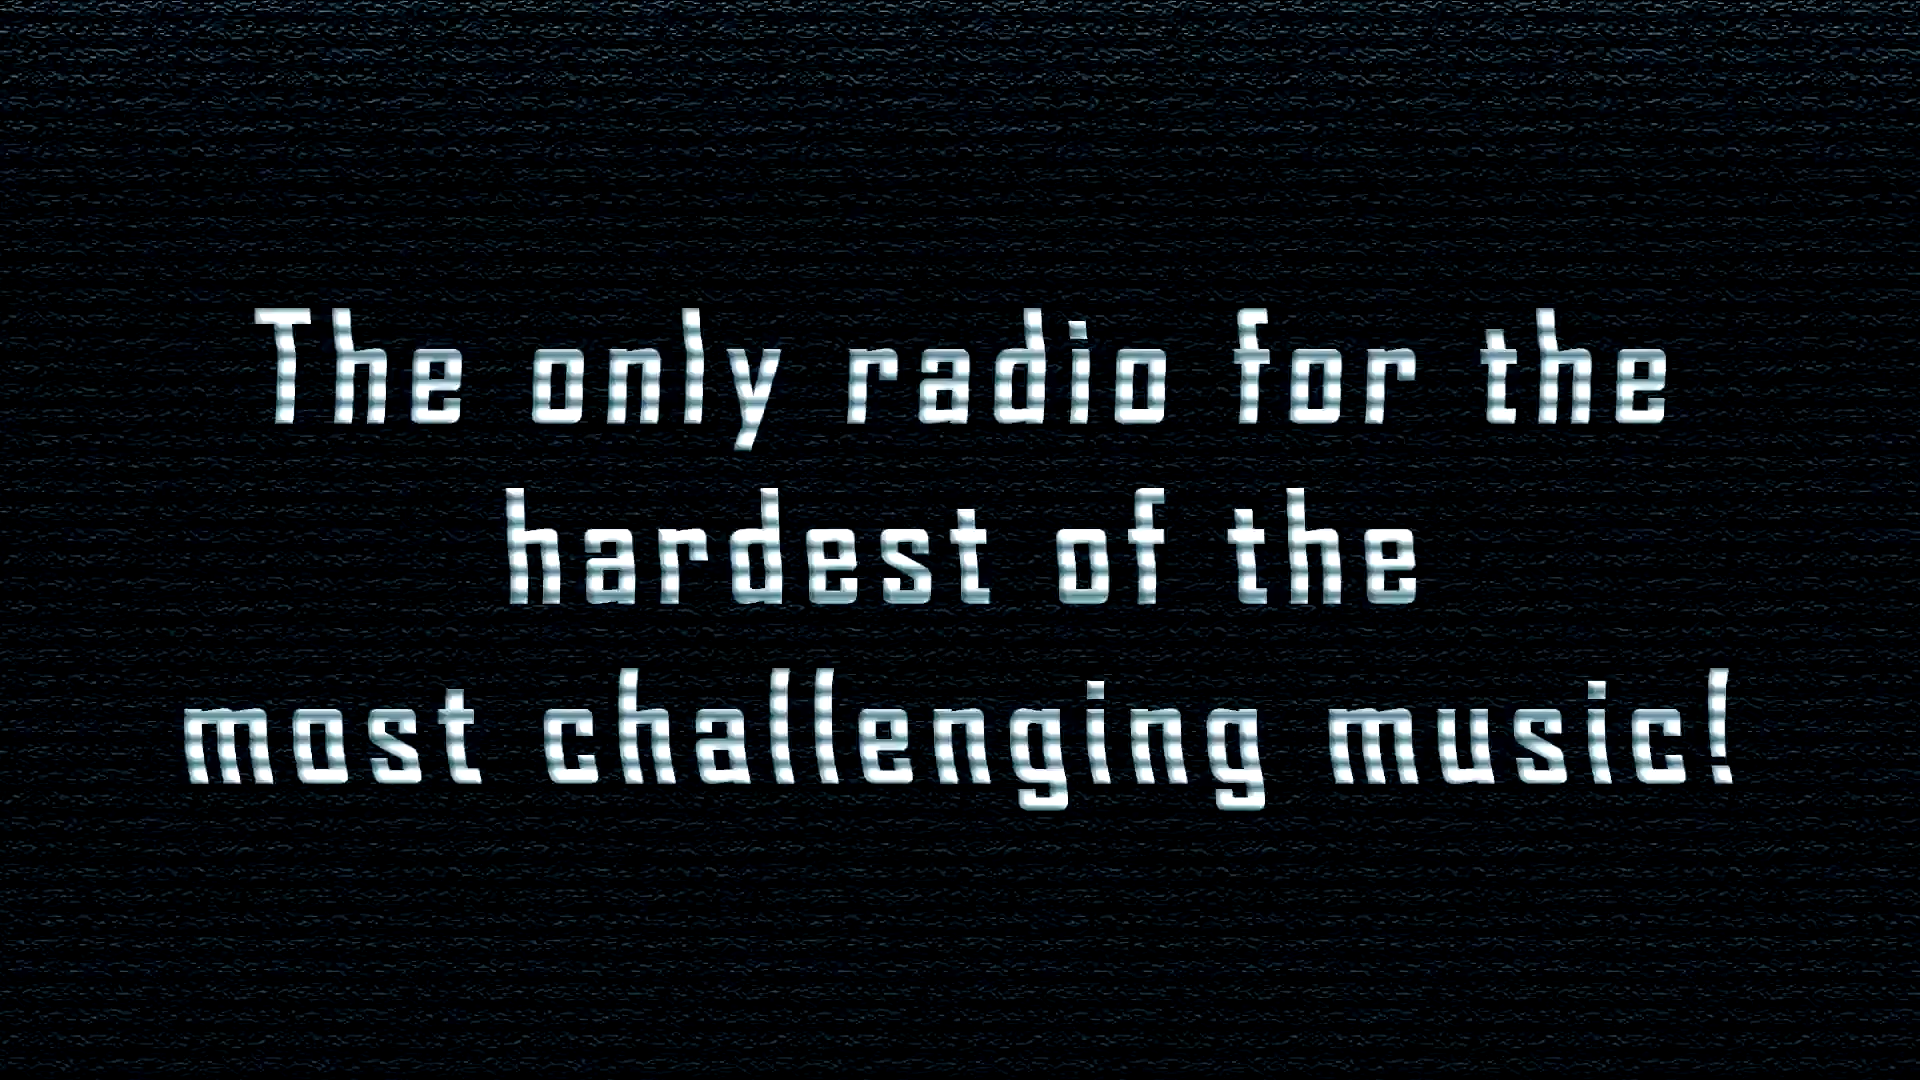 The only radio for the
hardest of the
most challenging music!